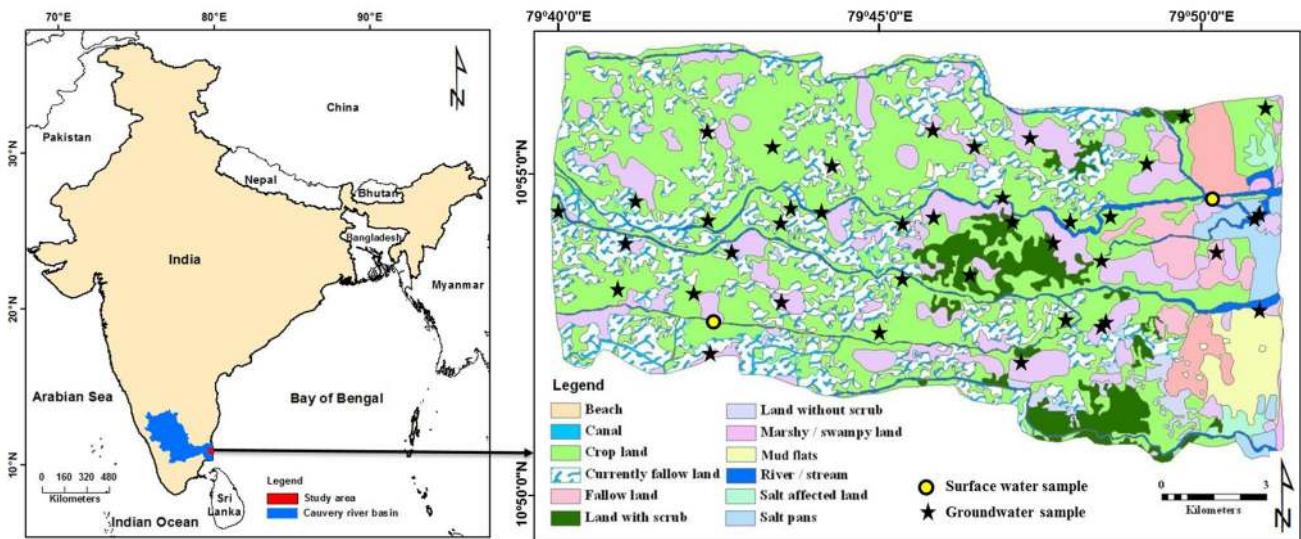 70°E 80°E 90°E
China
Pakistan
30°N
Nepal
Bhutan
Bangladesh
India
Myanmar
20°N
Arabian Sea
Bay of Bengal
10°N
0 160 320 480
Kilometers
Legend
Study area
Cauvery river basin
Sri
Lanka
Indian Ocean
N
79°40'0"E 79°45'0"E 79°50'0"E
10°55'0"N
10°50'0"N
Legend
Beach
Canal
Crop land
Currently fallow land
Fallow land
Land with scrub
Land without scrub
Marshy / swampy land
Mud flats
River / stream
Salt affected land
Salt pans
Surface water sample
Groundwater sample
0 3
Kilometers
N